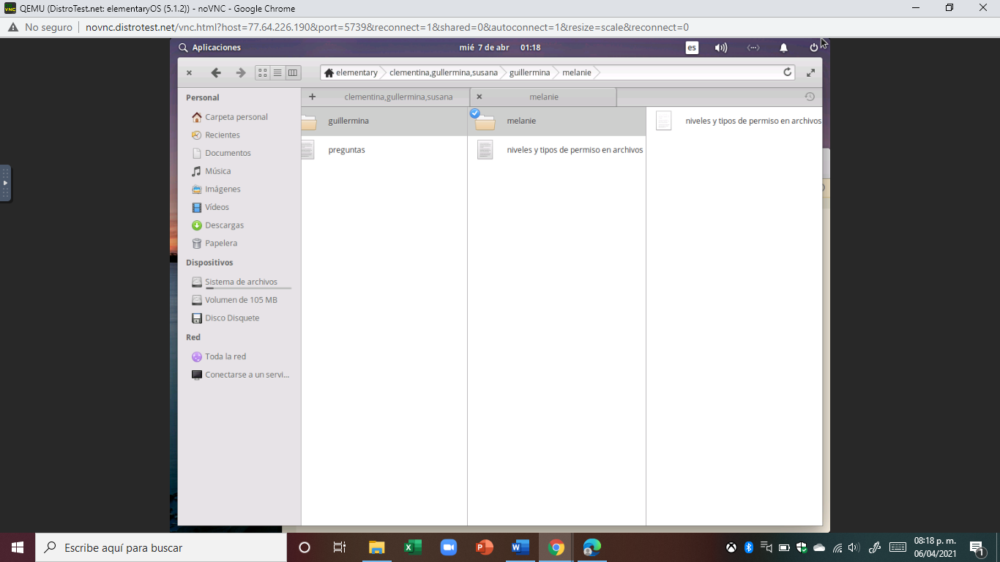 QEMU (DistroTest.net: elementaryOS (5.1.2)) - noVNC - Google Chrome
No seguro novnc.distrotest.net/vnc.html?host=77.64.226.190&port=5739&reconnect=1&shared=0&autoconnect=1&resize=scale&reconnect=0
Aplicaciones mié 7 de abr 01:18 es
elementary clementina,gullermina,susana guillermina melanie
clementina,gullermina,susana melanie
Personal
Carpeta personal
Recientes
Documentos
Música
Imágenes
Vídeos
Descargas
Papelera
Dispositivos
Sistema de archivos
Volumen de 105 MB
Disco Disquete
Red
Toda la red
Conectarse a un servi...
guillermina
preguntas
melanie
niveles y tipos de permiso en archivos
niveles y tipos de permiso en archivos
Escribe aquí para buscar
08:18 p. m.
06/04/2021
1